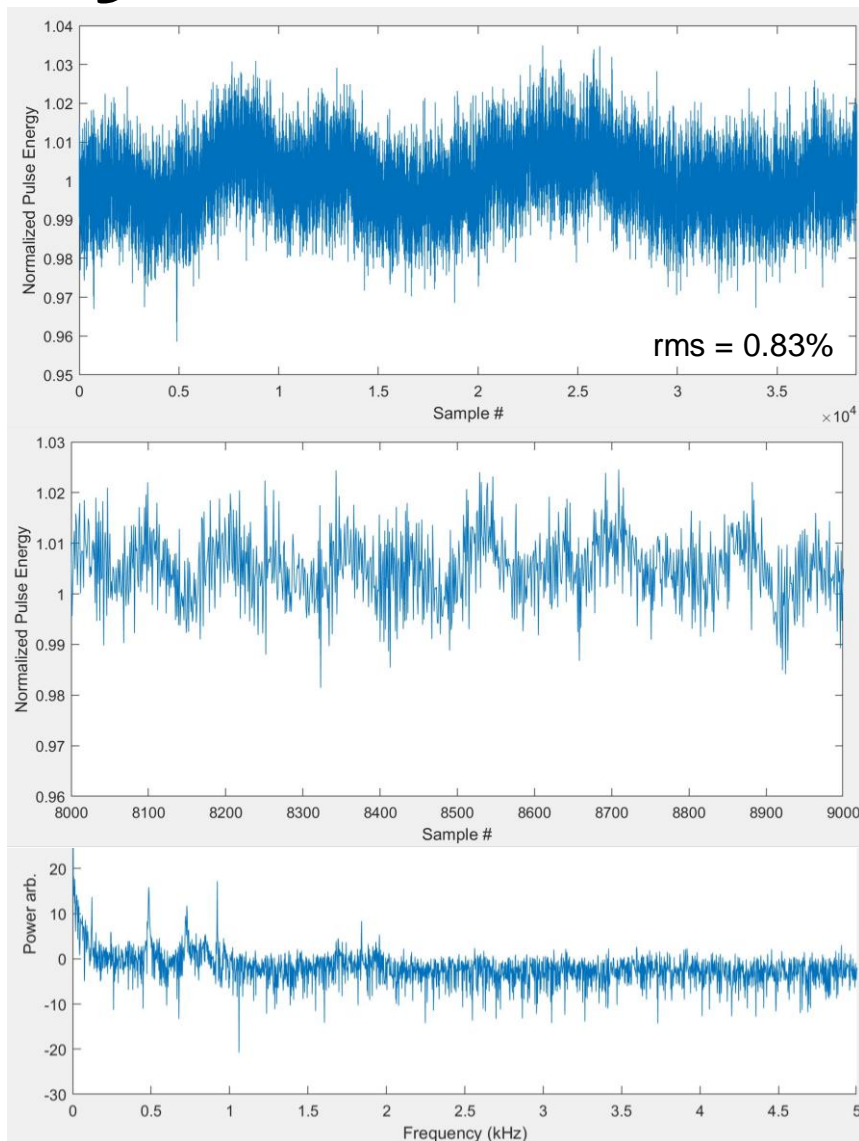 1.04
1.03
1.02
1.01
1
0.99
0.98
0.97
0.96
0.95
Normalized Pulse Energy
rms = 0.83%
0 0.5 1 1.5 2 2.5 3 3.5
Sample #
×10⁴
1.03
1.02
1.01
1
0.99
0.98
0.97
0.96
Normalized Pulse Energy
8000 8100 8200 8300 8400 8500 8600 8700 8800 8900 9000
Sample #
20
10
0
-10
-20
-30
Power arb.
0 0.5 1 1.5 2 2.5 3 3.5 4 4.5 5
Frequency (kHz)